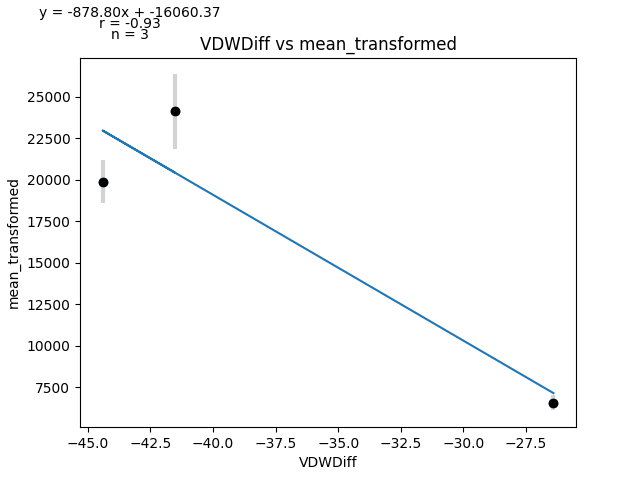 y = -878.80x + -16060.37
r = -0.93
n = 3
VDWDiff vs mean_transformed
25000
22500
20000
17500
15000
12500
10000
7500
mean_transformed
−45.0 −42.5 −40.0 −37.5 −35.0 −32.5 −30.0 −27.5
VDWDiff